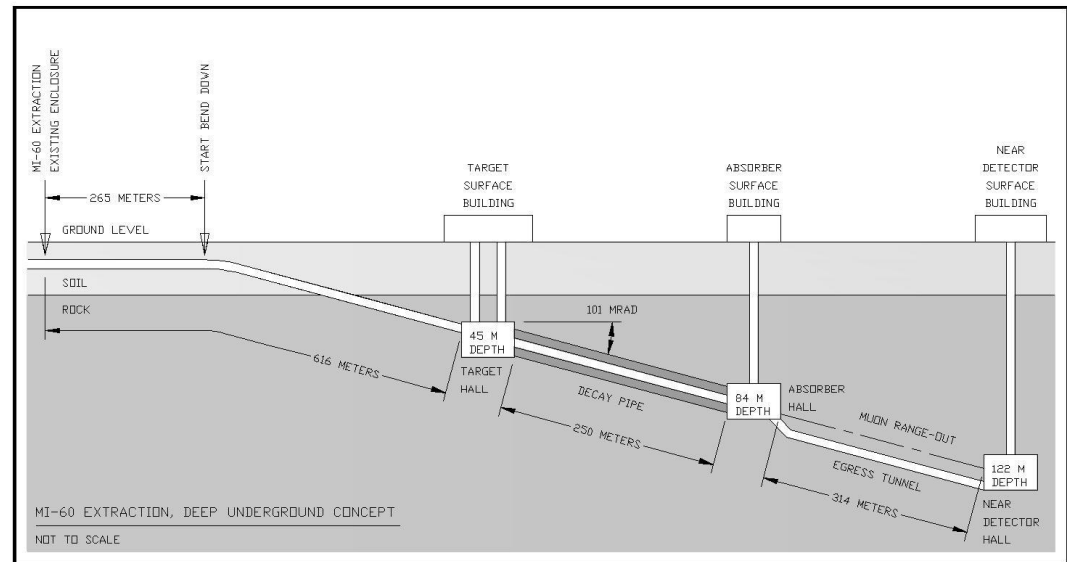 MI-60 EXTRACTION
EXISTING ENCLOSURE
START BEND DOWN
265 METERS
TARGET
SURFACE
BUILDING
ABSORBER
SURFACE
BUILDING
NEAR
DETECTOR
SURFACE
BUILDING
GROUND LEVEL
SOIL
ROCK
101 MRAD
616 METERS
45 M
DEPTH
TARGET
HALL
DECAY PIPE
250 METERS
84 M
DEPTH
ABSORBER
HALL
MUON RANGE-OUT
EGRESS TUNNEL
314 METERS
122 M
DEPTH
NEAR
DETECTOR
HALL
MI-60 EXTRACTION, DEEP UNDERGROUND CONCEPT
NOT TO SCALE